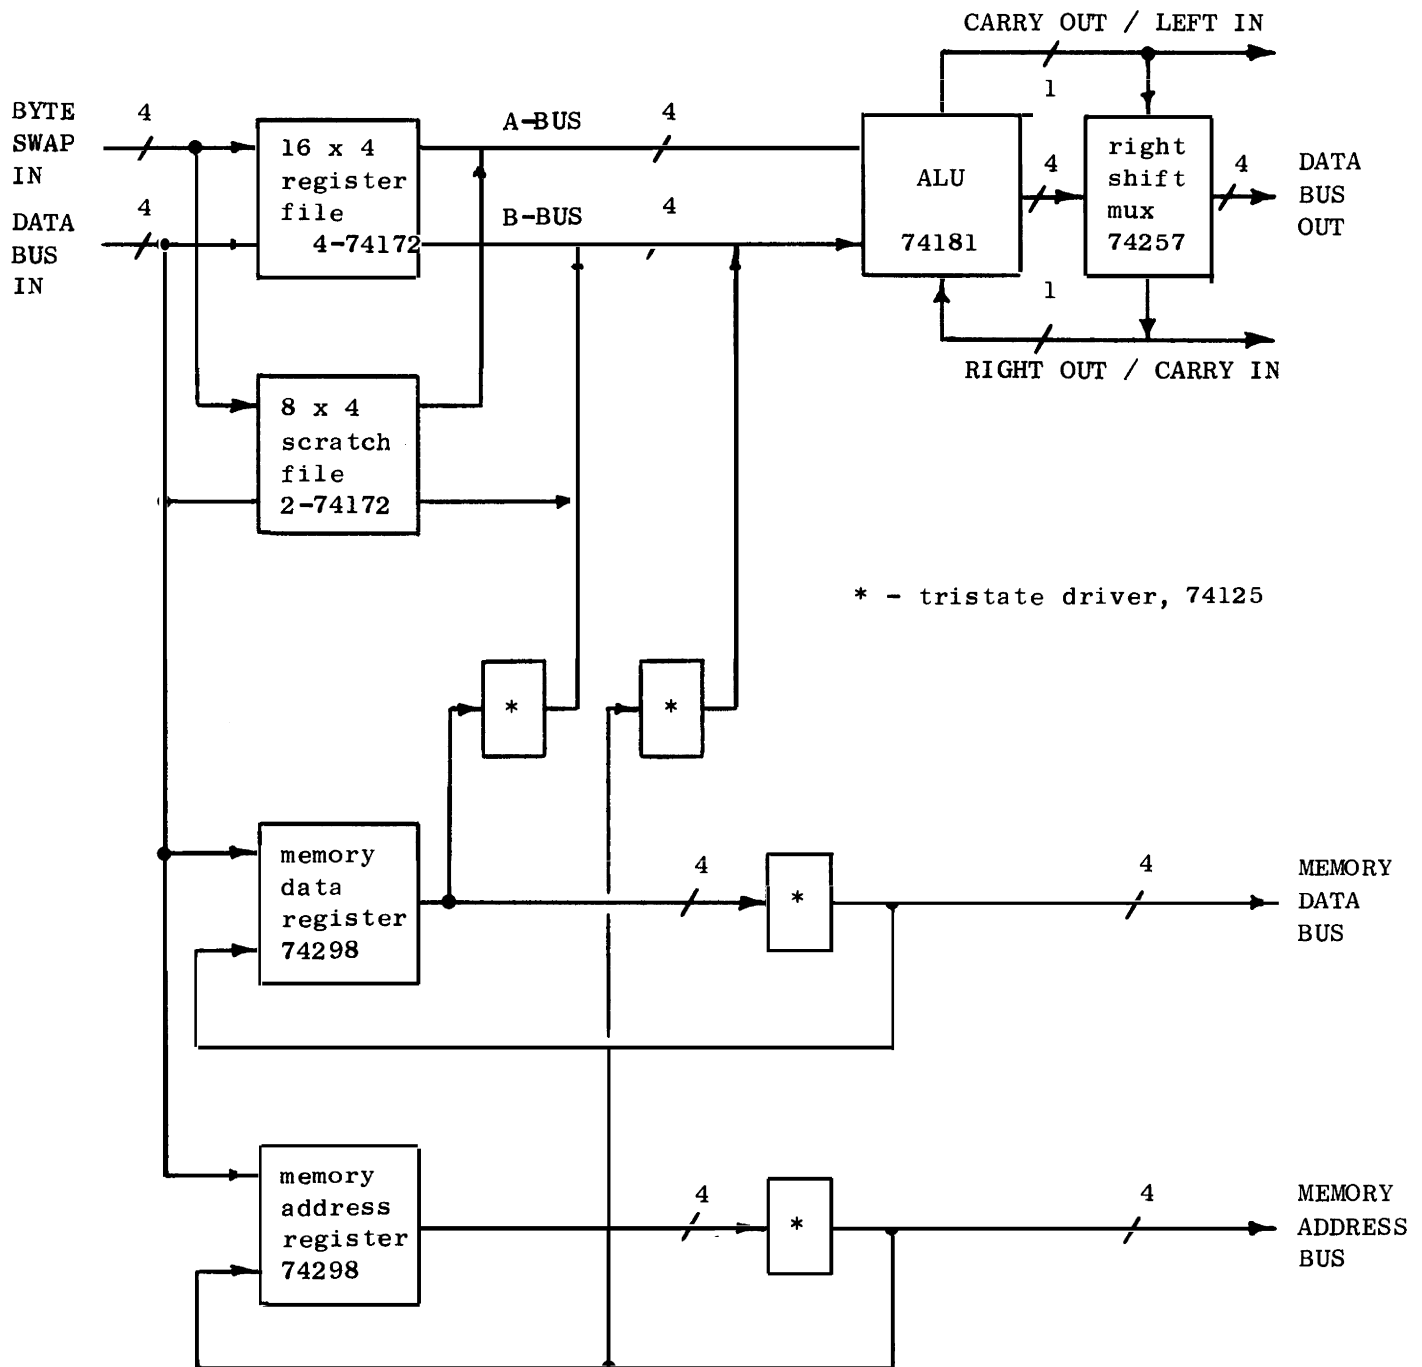 CARRY OUT / LEFT IN
1
BYTE
SWAP
IN
4
16 x 4
register
file
4-74172
A-BUS
4
ALU
74181
4
right
shift
mux
74257
4
DATA
BUS
OUT
DATA
BUS
IN
4
B-BUS
4
1
RIGHT OUT / CARRY IN
8 x 4
scratch
file
2-74172
* - tristate driver, 74125
*
*
memory
data
register
74298
4
*
4
MEMORY
DATA
BUS
memory
address
register
74298
4
*
4
MEMORY
ADDRESS
BUS